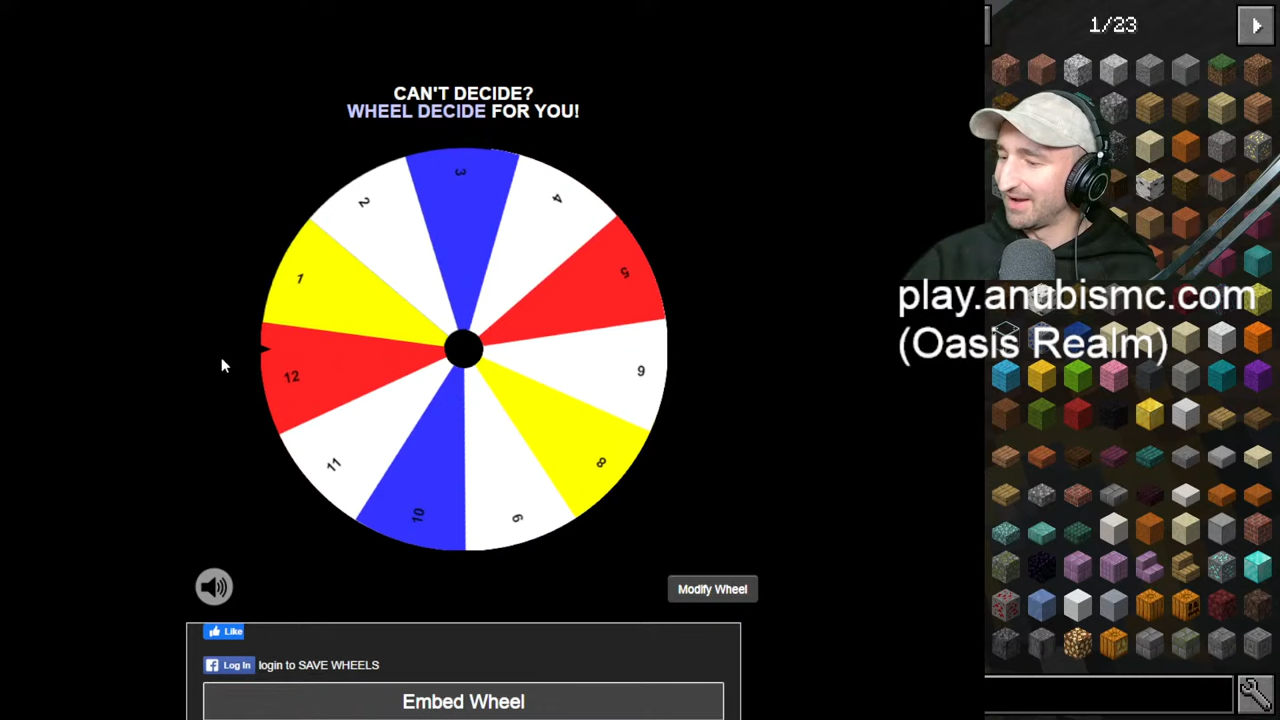 1/23
CAN'T DECIDE?
WHEEL DECIDE FOR YOU!
3
2
4
1
5
12
6
11
8
10
9
play.anubismc.com
(Oasis Realm)
Modify Wheel
Like
Log In login to SAVE WHEELS
Embed Wheel